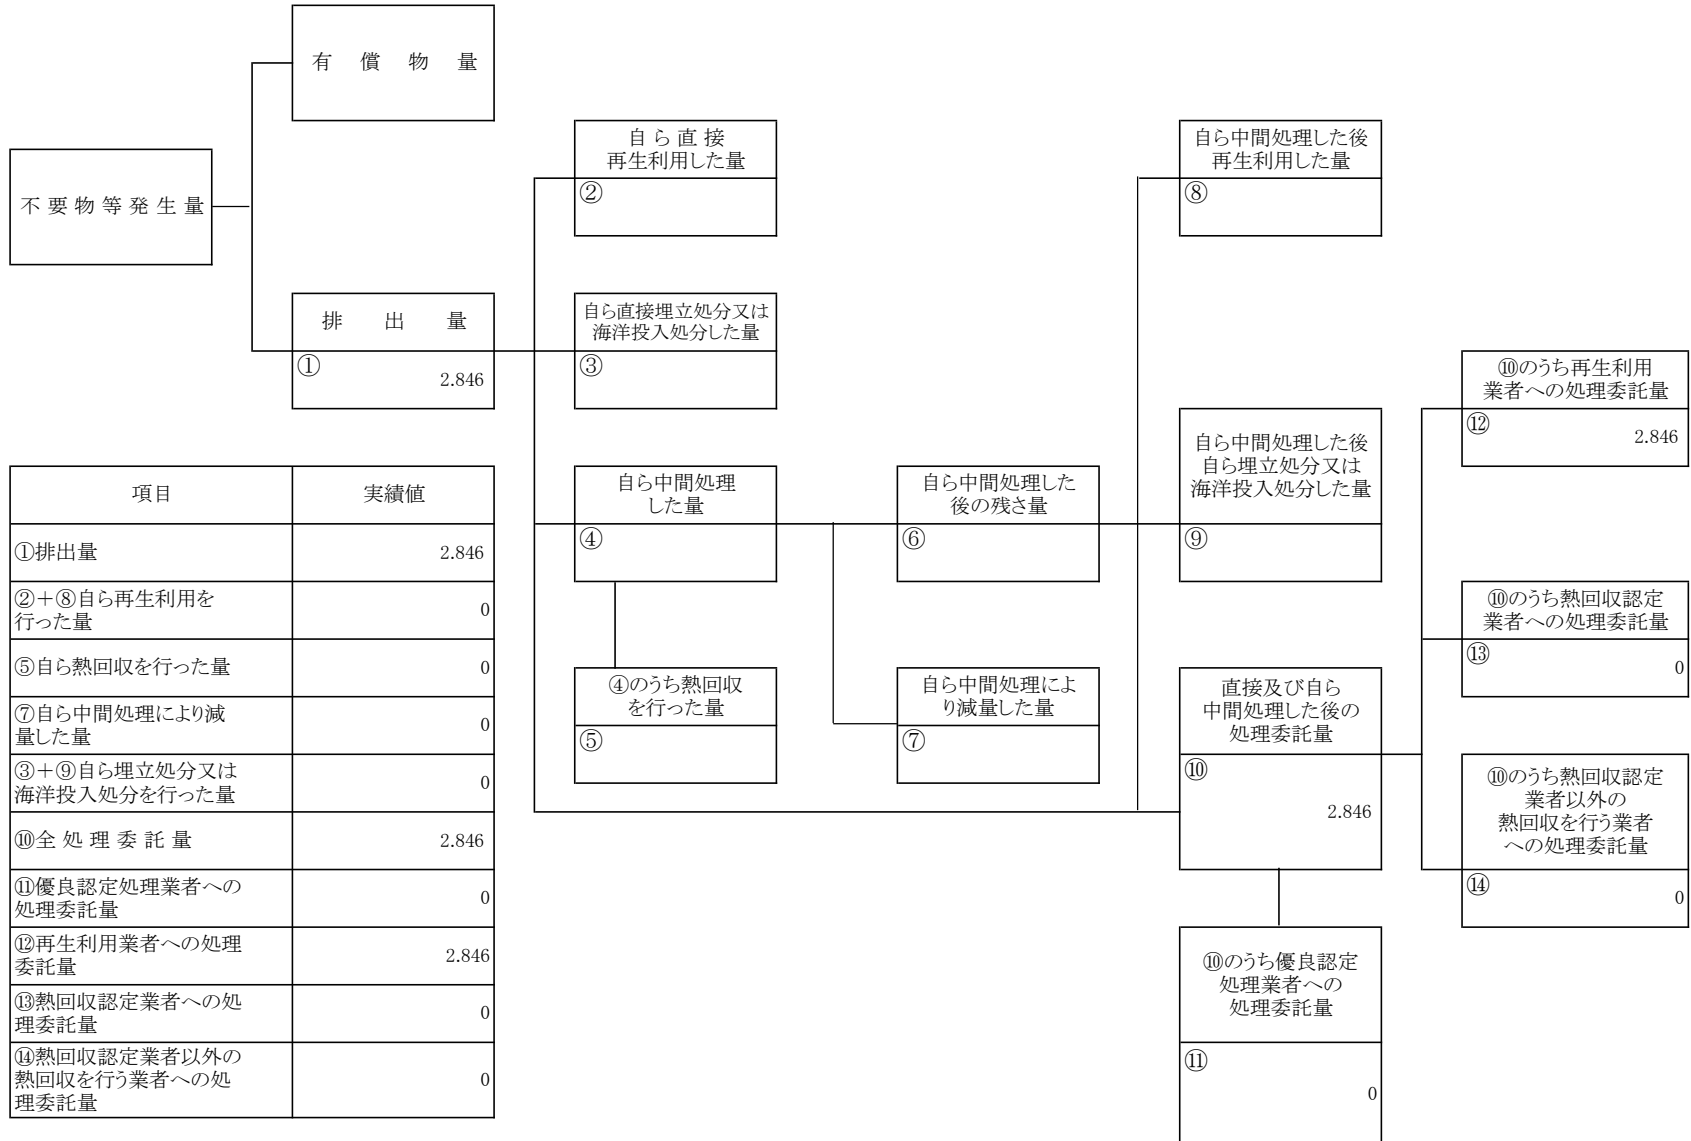 有 償 物 量
不 要 物 等 発 生 量
排 出 量
①
2.846
自 ら 直 接
再生利用した量
②
自ら直接埋立処分又は
海洋投入処分した量
③
自ら中間処理
した量
④
④のうち熱回収
を行った量
⑤
自ら中間処理した
後の残さ量
⑥
自ら中間処理によ
り減量した量
⑦
自ら中間処理した後
再生利用した量
⑧
自ら中間処理した後
自ら埋立処分又は
海洋投入処分した量
⑨
直接及び自ら
中間処理した後の
処理委託量
⑩
2.846
⑩のうち優良認定
処理業者への
処理委託量
⑪
0
⑩のうち再生利用
業者への処理委託量
⑫
2.846
⑩のうち熱回収認定
業者への処理委託量
⑬
0
⑩のうち熱回収認定
業者以外の
熱回収を行う業者
への処理委託量
⑭
0
項目 実績値
①排出量 2.846
②＋⑧自ら再生利用を
行った量 0
⑤自ら熱回収を行った量 0
⑦自ら中間処理により減
量した量 0
③＋⑨自ら埋立処分又は
海洋投入処分を行った量 0
⑩全 処 理 委 託 量 2.846
⑪優良認定処理業者への
処理委託量 0
⑫再生利用業者への処理
委託量 2.846
⑬熱回収認定業者への処
理委託量 0
⑭熱回収認定業者以外の
熱回収を行う業者への処
理委託量 0